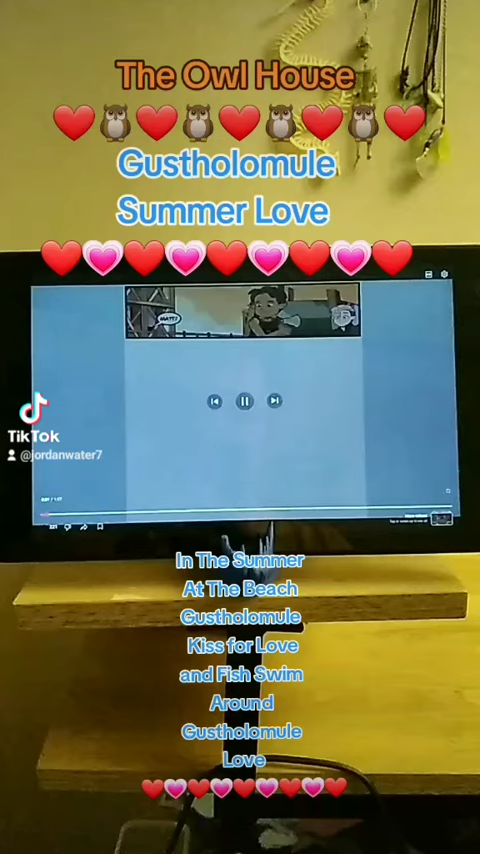 The Owl House
❤️🦉❤️🦉❤️🦉❤️🦉❤️
Gustholomule
Summer Love
❤️💗❤️💗❤️💗❤️💗❤️
MATT!
TikTok
@jordanwater7
In The Summer
At The Beach
Gustholomule
Kiss for Love
and Fish Swim
Around
Gustholomule
Love
❤️💗❤️💗❤️💗❤️💗❤️